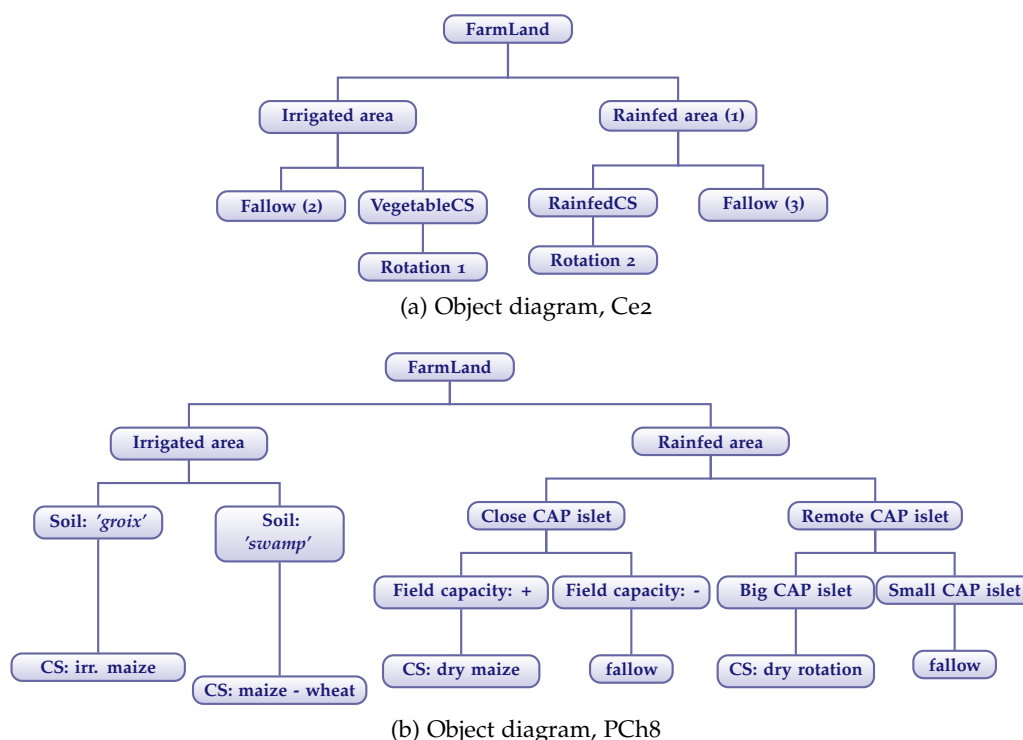 FarmLand
Irrigated area
Rainfed area (1)
Fallow (2)
VegetableCS
RainfedCS
Fallow (3)
Rotation 1
Rotation 2
(a) Object diagram, Ce2
FarmLand
Irrigated area
Rainfed area
Soil: 'groix'
Soil:
'swamp'
Close CAP islet
Remote CAP islet
Field capacity: +
Field capacity: -
Big CAP islet
Small CAP islet
CS: irr. maize
CS: maize - wheat
CS: dry maize
fallow
CS: dry rotation
fallow
(b) Object diagram, PCh8